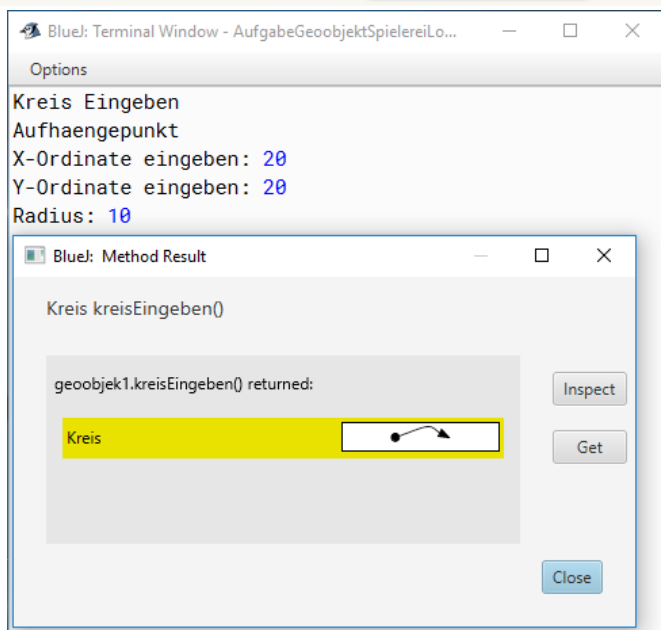 BlueJ: Terminal Window - AufgabeGeoobjektSpielereiLo...
Options
Kreis Eingeben
Aufhaengepunkt
X-Ordinate eingeben: 20
Y-Ordinate eingeben: 20
Radius: 10
BlueJ: Method Result
Kreis kreisEingeben()
geoobjek1.kreisEingeben() returned:
Inspect
Kreis
Get
Close